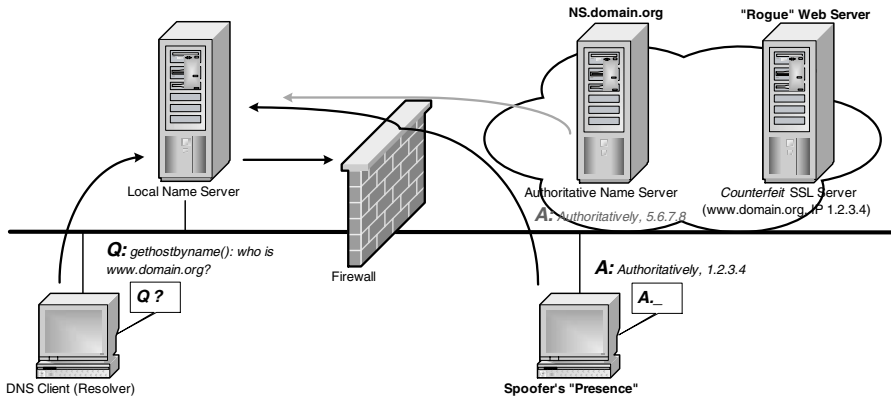 NS.domain.org
"Rogue" Web Server
Local Name Server
Authoritative Name Server
A: Authoritatively, 5.6.7.8
Counterfeit SSL Server
(www.domain.org, IP 1.2.3.4)
Q: gethostbyname(): who is
www.domain.org?
Firewall
A: Authoritatively, 1.2.3.4
Q ?
A._
DNS Client (Resolver)
Spoofer's "Presence"